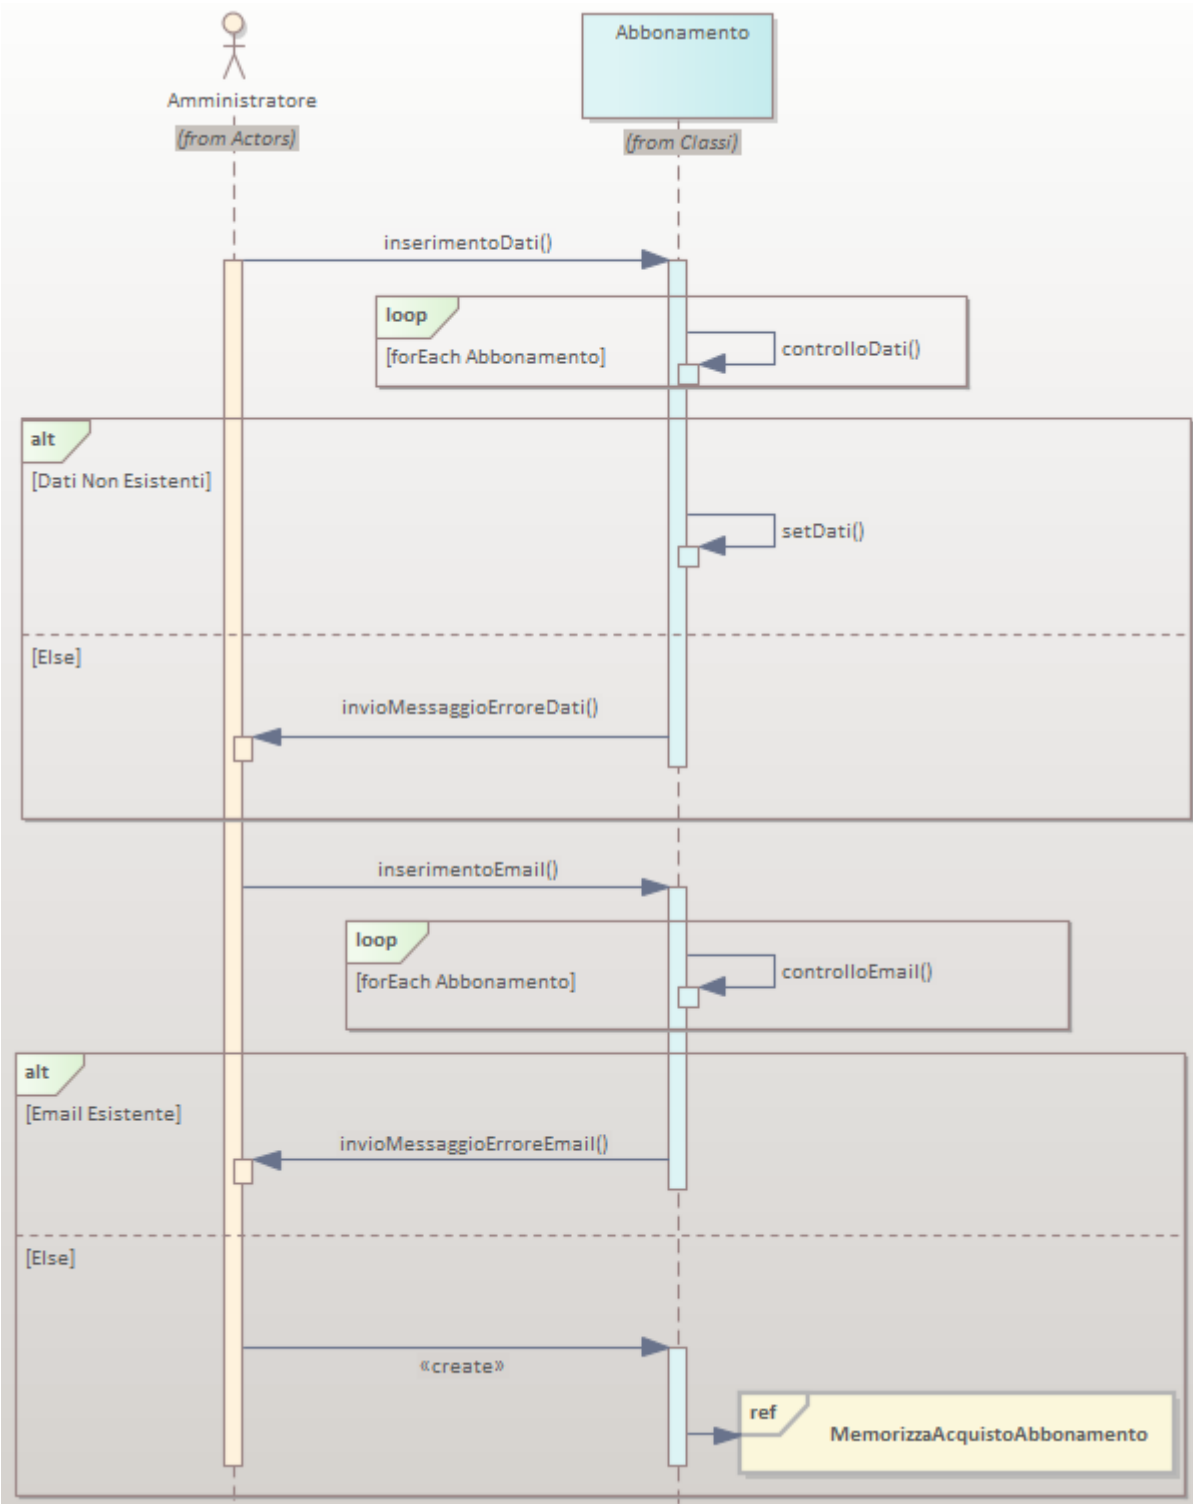 Abbonamento
Amministratore
(from Actors)
(from Classi)
inserimentoDati()
loop
[forEach Abbonamento]
controlloDati()
alt
[Dati Non Esistenti]
setDati()
[Else]
invioMessaggioErroreDati()
inserimentoEmail()
loop
[forEach Abbonamento]
controlloEmail()
alt
[Email Esistente]
invioMessaggioErroreEmail()
[Else]
«create»
ref
MemorizzaAcquistoAbbonamento